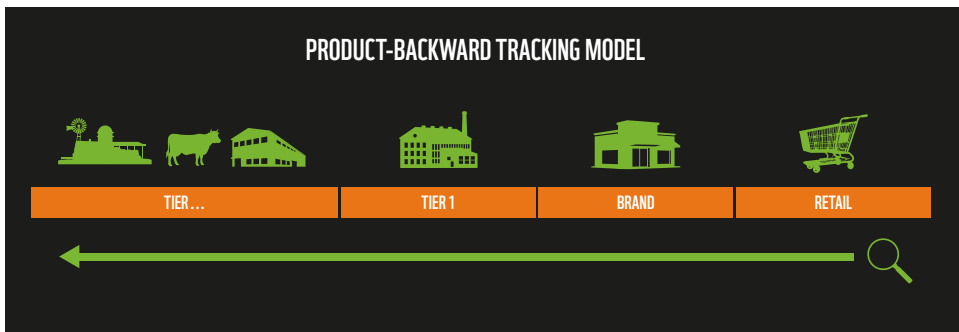 PRODUCT-BACKWARD TRACKING MODEL
TIER... TIER 1 BRAND RETAIL